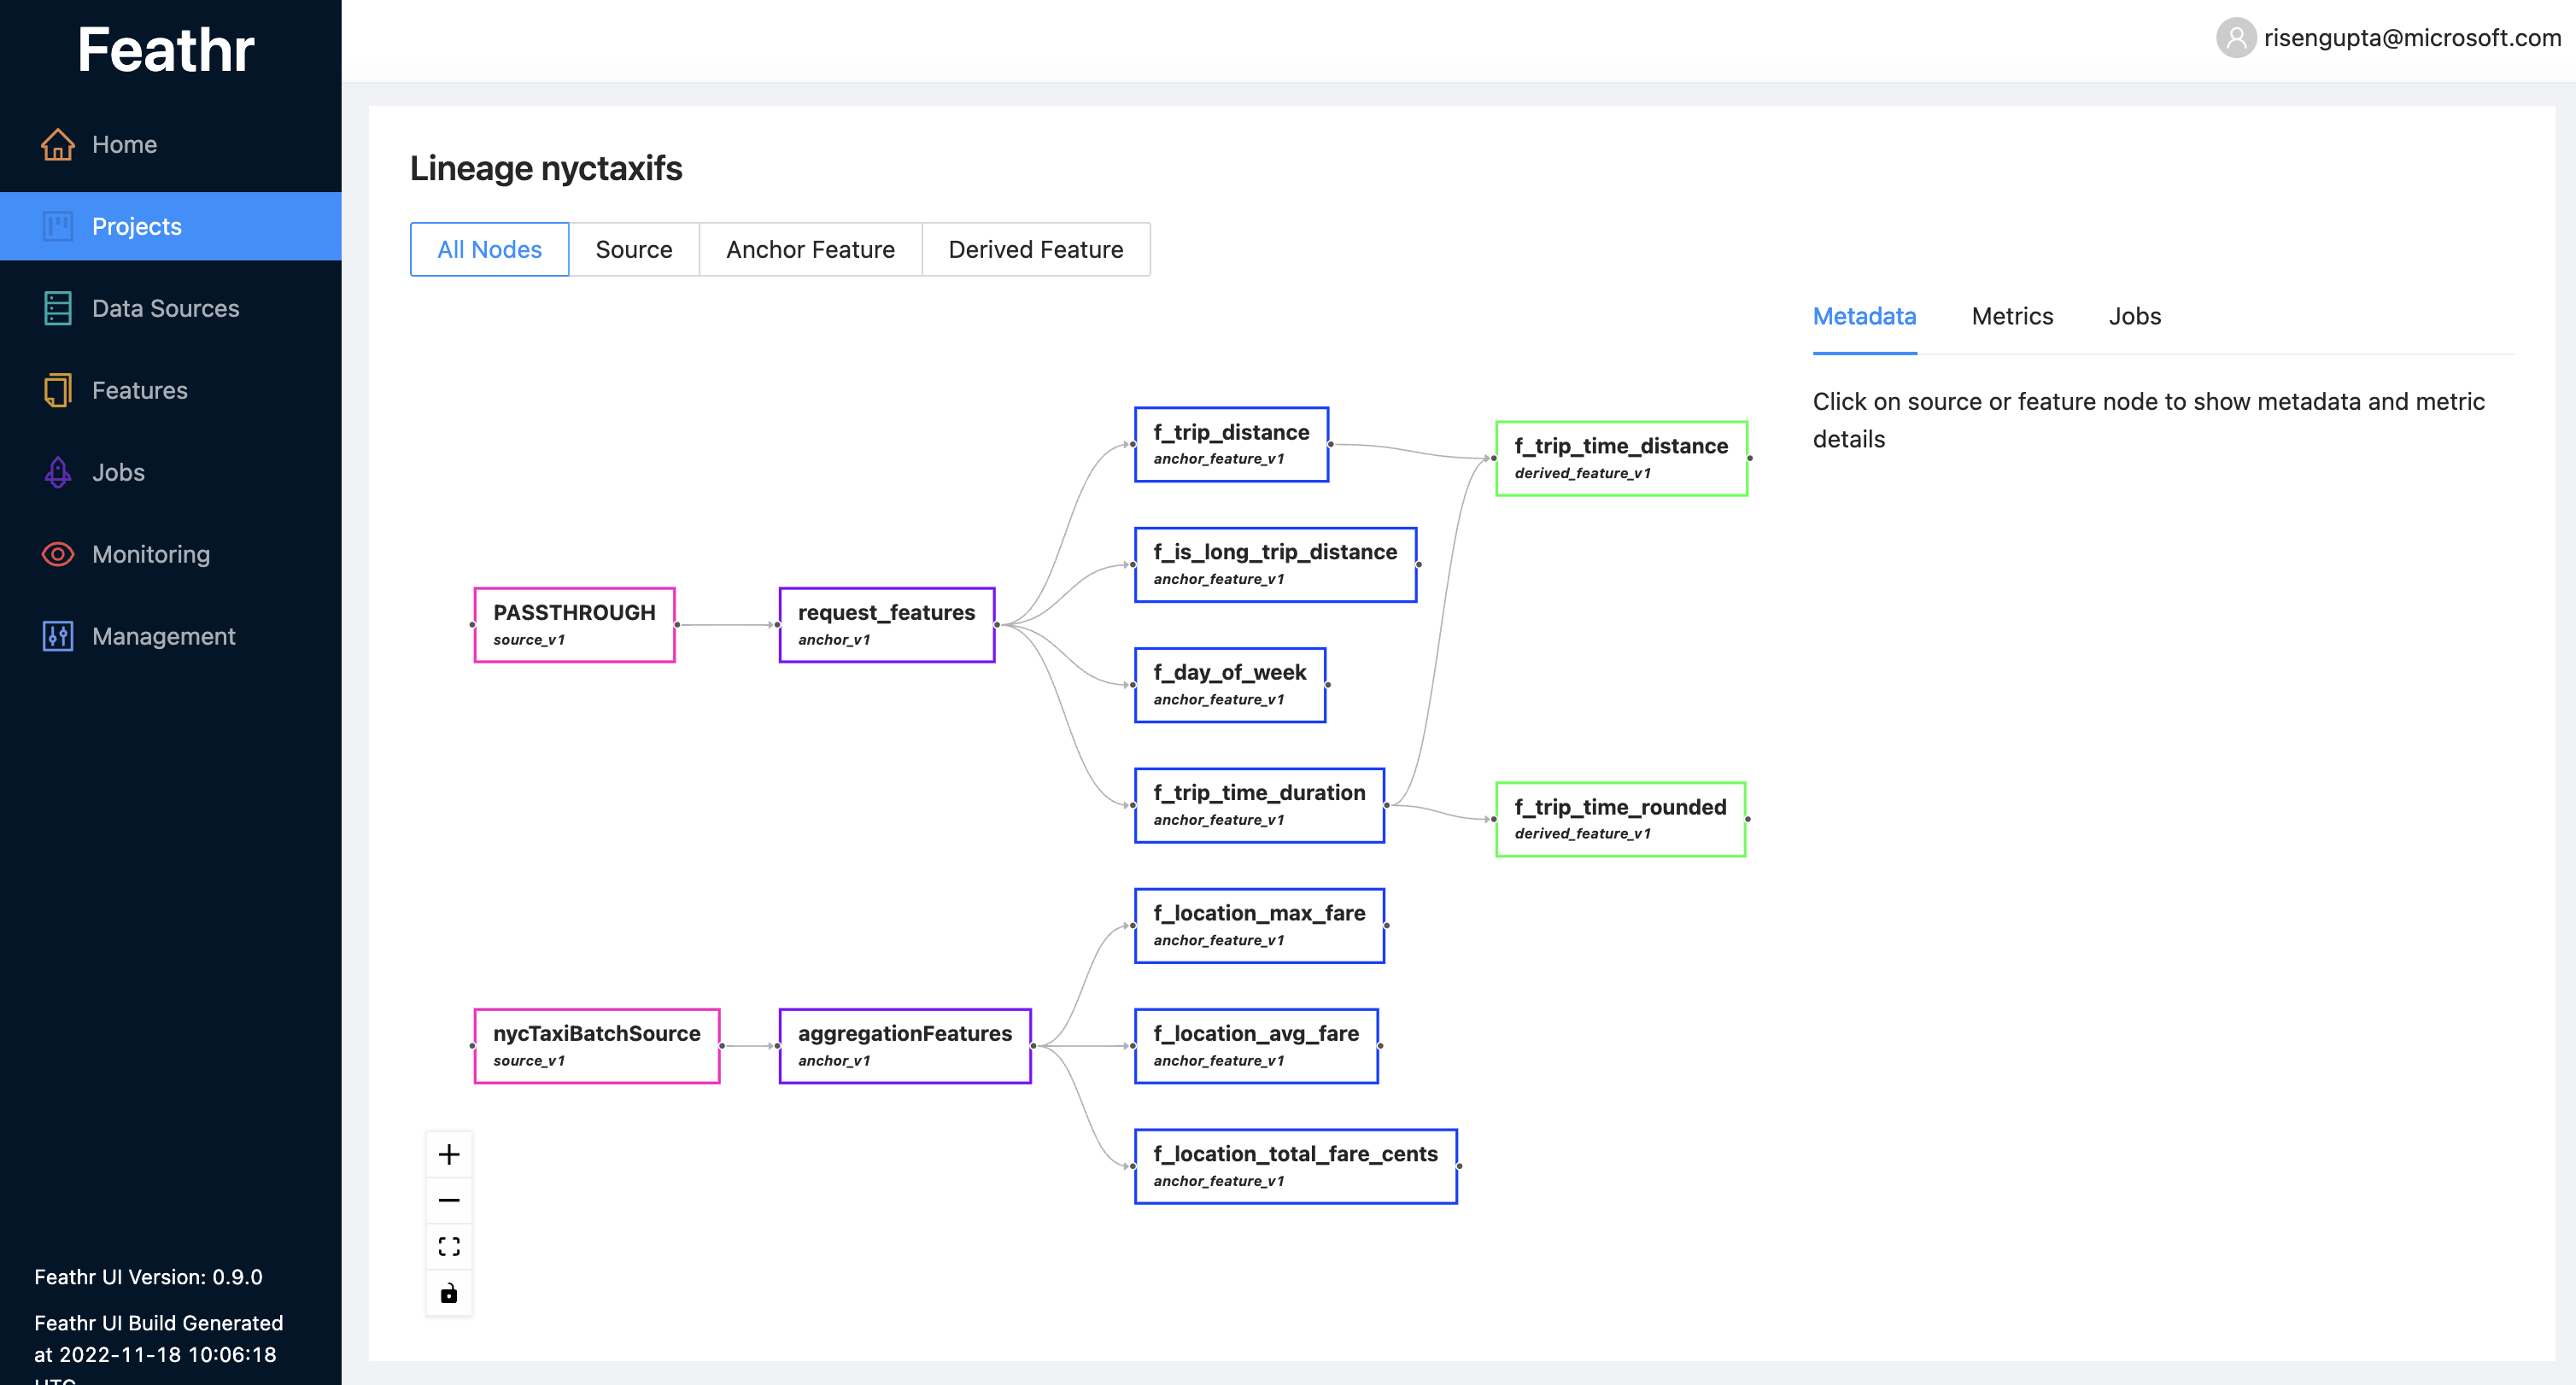 Feathr
Home
Projects
Data Sources
Features
Jobs
Monitoring
Management
Feathr UI Version: 0.9.0
Feathr UI Build Generated
at 2022-11-18 10:06:18
UTC
risengupta@microsoft.com
Lineage nyctaxifs
All Nodes
Source
Anchor Feature
Derived Feature
Metadata
Metrics
Jobs
Click on source or feature node to show metadata and metric
details
PASSTHROUGH
source_v1
request_features
anchor_v1
f_trip_distance
anchor_feature_v1
f_is_long_trip_distance
anchor_feature_v1
f_day_of_week
anchor_feature_v1
f_trip_time_duration
anchor_feature_v1
f_trip_time_distance
derived_feature_v1
f_trip_time_rounded
derived_feature_v1
nycTaxiBatchSource
source_v1
aggregationFeatures
anchor_v1
f_location_max_fare
anchor_feature_v1
f_location_avg_fare
anchor_feature_v1
f_location_total_fare_cents
anchor_feature_v1